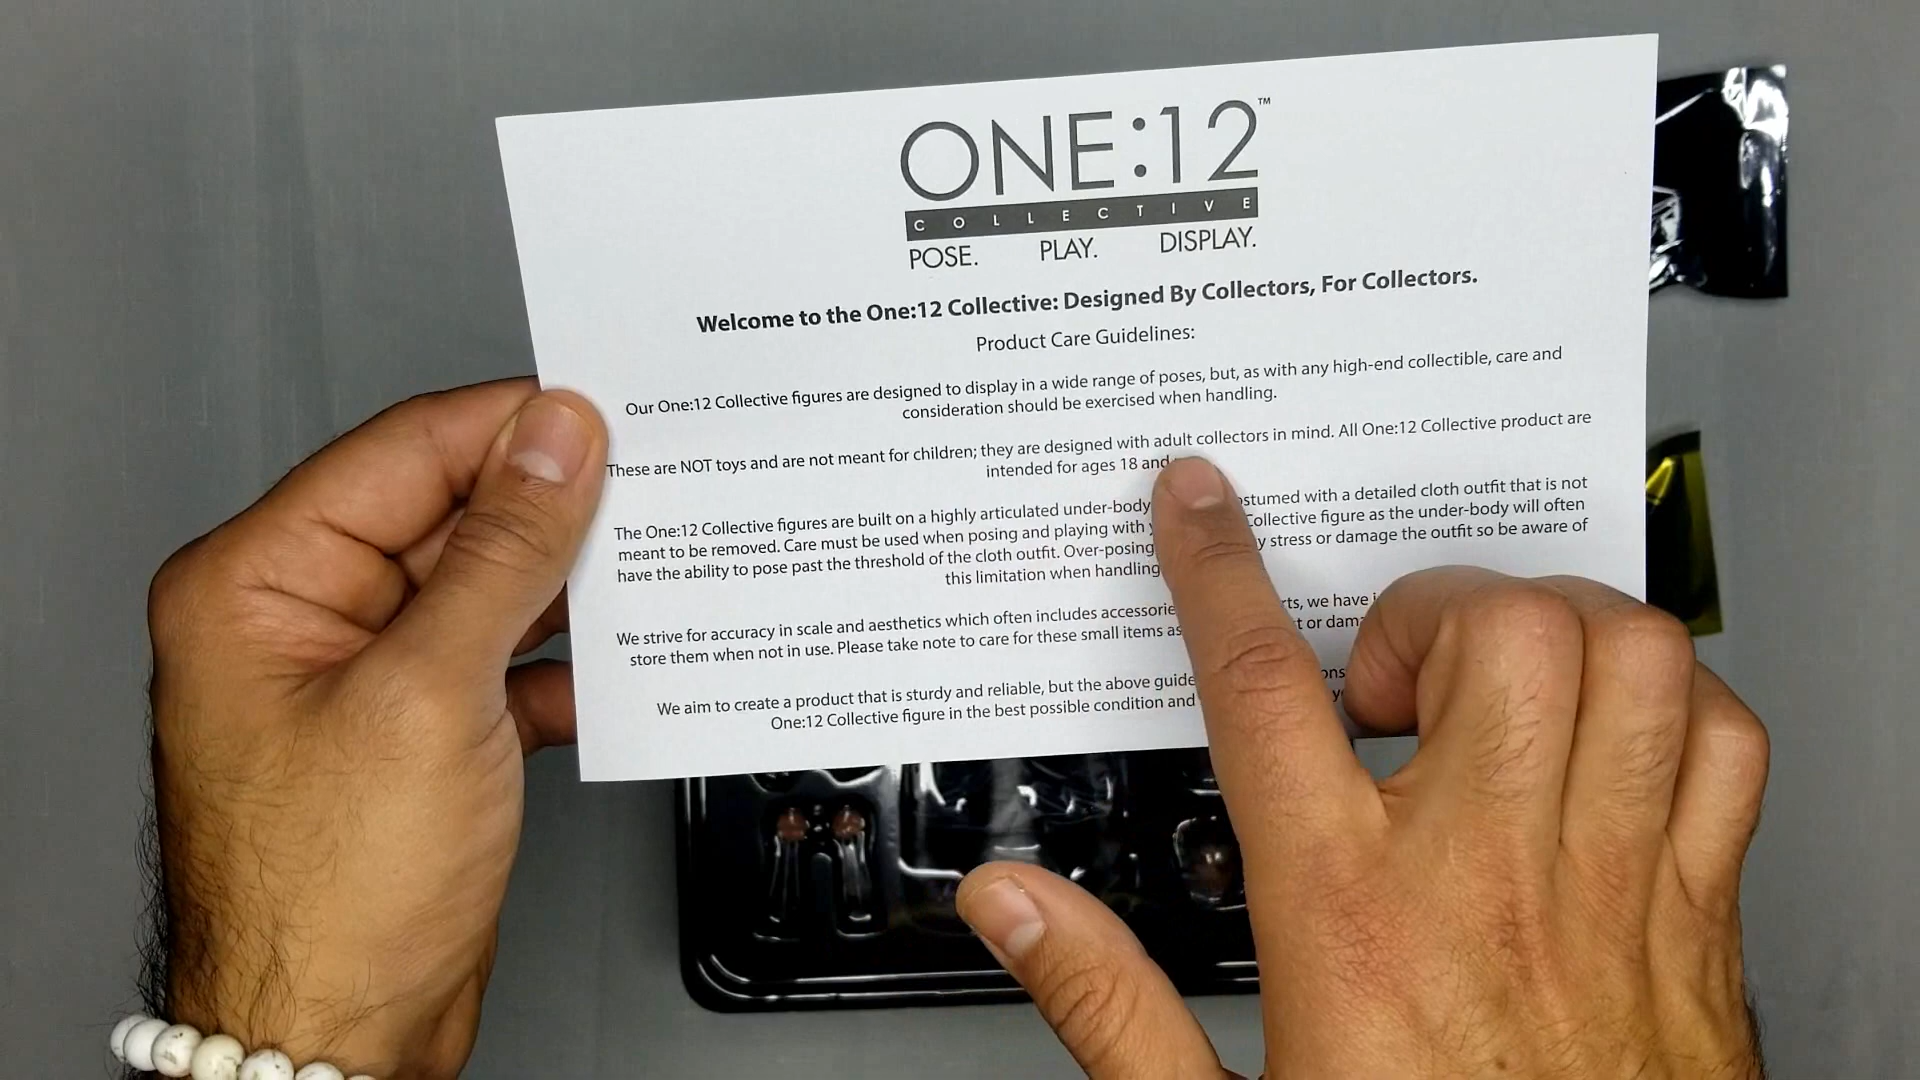 ONE:12™
COLLECTIVE
POSE. PLAY. DISPLAY.
Welcome to the One:12 Collective: Designed By Collectors, For Collectors.
Product Care Guidelines:
Our One:12 Collective figures are designed to display in a wide range of poses, but, as with any high-end collectible, care and
consideration should be exercised when handling.
These are NOT toys and are not meant for children; they are designed with adult collectors in mind. All One:12 Collective product are
intended for ages 18 and
The One:12 Collective figures are built on a highly articulated under-body with a detailed cloth outfit that is not
meant to be removed. Care must be used when posing and playing with Collective figure as the under-body will often
have the ability to pose past the threshold of the cloth outfit. Over-posing stress or damage the outfit so be aware of
this limitation when handling
We strive for accuracy in scale and aesthetics which often includes we have
store them when not in use. Please take note to care for these small items as or
We aim to create a product that is sturdy and reliable, but the above
One:12 Collective figure in the best possible condition and